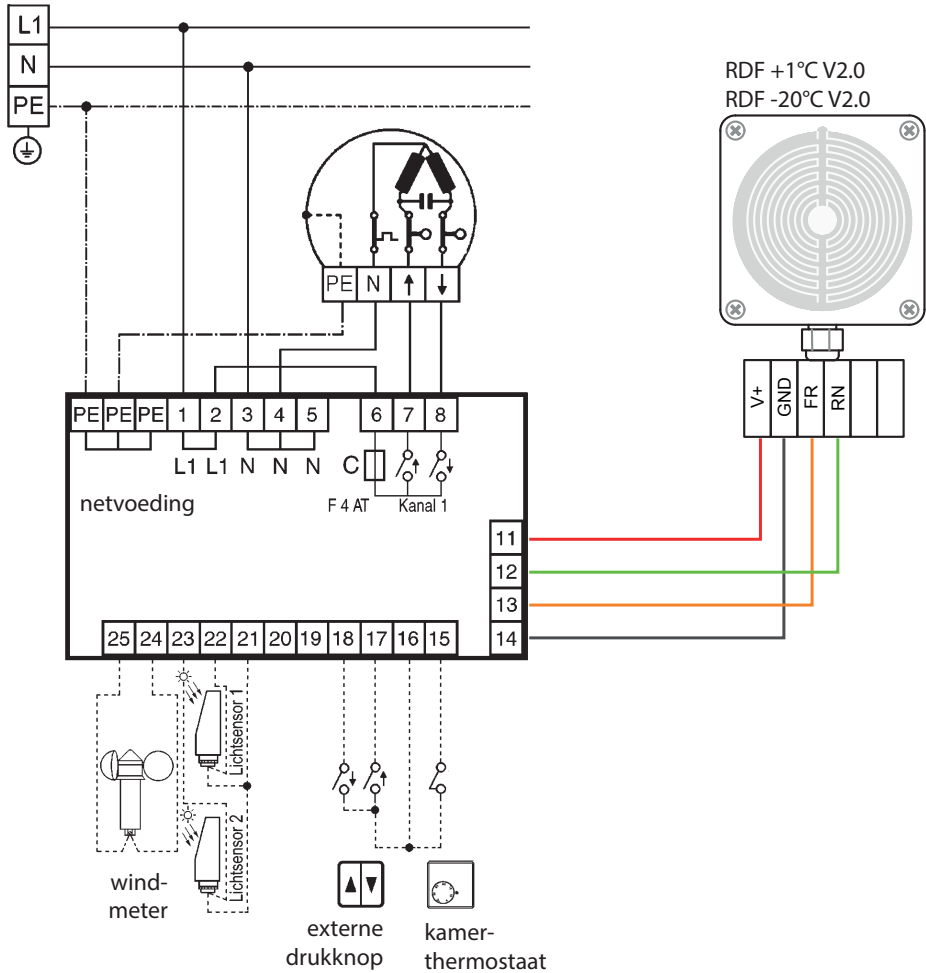 L1
N
PE
RDF +1°C V2.0
RDF -20°C V2.0
PE N ↑ ↓
V+ GND FR RN
PE PE PE 1 2 3 4 5 6 7 8
L1 L1 N N N C
netvoeding
F 4 AT Kanal 1
11
12
13
14
25 24 23 22 21 20 19 18 17 16 15
Lichtsensor 1
Lichtsensor 2
wind-
meter
externe
drukknop
kamer-
thermostaat